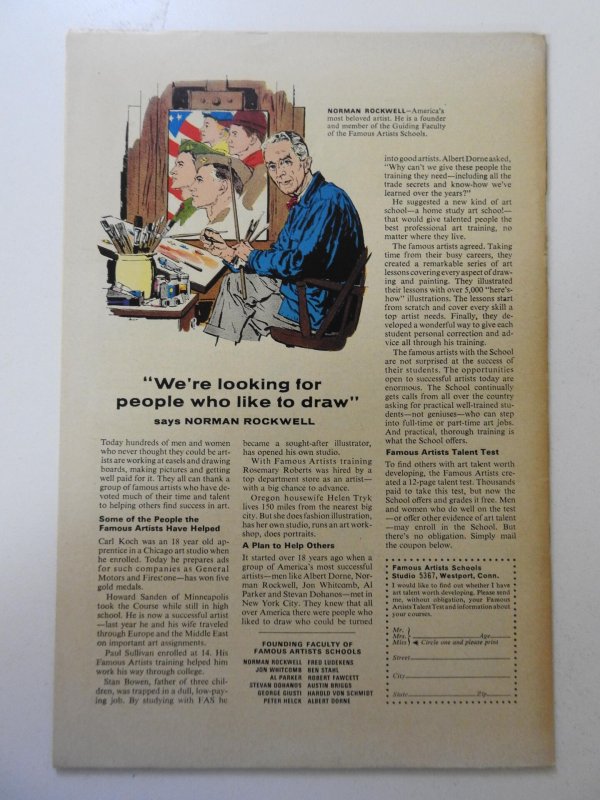 NORMAN ROCKWELL—America's
most beloved artist. He is a founder
and member of the Guiding Faculty
of the Famous Artists Schools.
"We're looking for
people who like to draw"
says NORMAN ROCKWELL
Today hundreds of men and women
who never thought they could be art-
ists are working at easels and drawing
boards, making pictures and getting
well paid for it. They all can thank a
group of famous artists who have de-
voted much of their time and talent
to helping others find success in art.
Some of the People the
Famous Artists Have Helped
Carl Koch was an 18 year old ap-
prentice in a Chicago art studio when
he enrolled. Today he prepares ads
for such companies as General
Motors and Firestone—has won five
gold medals.
Howard Sanden of Minneapolis
took the Course while still in high
school. He is now a successful artist
—last year he and his wife traveled
through Europe and the Middle East
on important art assignments.
Paul Sullivan enrolled at 14. His
Famous Artists training helped him
work his way through college.
Stan Bowen, father of three chil-
dren, was trapped in a dull, low-pay-
ing job. By studying with FAS he
became a sought-after illustrator,
has opened his own studio.
With Famous Artists training
Rosemary Roberts was hired by a
top department store as an artist—
with a big chance to advance.
Oregon housewife Helen Tryk
lives 150 miles from the nearest big
city. But she does fashion illustration,
has her own studio, runs an art work-
shop, does portraits.
A Plan to Help Others
It started over 18 years ago when a
group of America's most successful
artists—men like Albert Dorne, Nor-
man Rockwell, Jon Whitcomb, Al
Parker and Stevan Dohanos—met in
New York City. They knew that all
over America there were people who
liked to draw who could be turned
FOUNDING FACULTY OF
FAMOUS ARTISTS SCHOOLS
NORMAN ROCKWELL FRED LUDEKENS
JON WHITCOMB BEN STAHL
AL PARKER ROBERT FAWCETT
STEVAN DOHANOS AUSTIN BRIGGS
GEORGE GIUSTI HAROLD VON SCHMIDT
PETER HELCK ALBERT DORNE
into good artists. Albert Dorne asked,
"Why can't we give these people the
training they need—including all the
trade secrets and know-how we've
learned over the years?"
He suggested a new kind of art
school—a home study art school—
that would give talented people the
best professional art training, no
matter where they live.
The famous artists agreed. Taking
time from their busy careers, they
created a remarkable series of art
lessons covering every aspect of draw-
ing and painting. They illustrated
their lessons with over 5,000 "here's-
how" illustrations. The lessons start
from scratch and cover every skill a
top artist needs. Finally, they de-
veloped a wonderful way to give each
student personal correction and ad-
vice all through his training.
The famous artists with the School
are not surprised at the success of
their students. The opportunities
open to successful artists today are
enormous. The School continually
gets calls from all over the country
asking for practical well-trained stu-
dents—not geniuses—who can step
into full-time or part-time art jobs.
And practical, thorough training is
what the School offers.
Famous Artists Talent Test
To find others with art talent worth
developing, the Famous Artists cre-
ated a 12-page talent test. Thousands
paid to take this test, but now the
School offers and grades it free. Men
and women who do well on the test
—or offer other evidence of art talent
—may enroll in the School. But
there's no obligation. Simply mail
the coupon below.
Famous Artists Schools
Studio 5367, Westport, Conn.
I would like to find out whether I have
art talent worth developing. Please send
me, without obligation, your Famous
Artists Talent Test and information about
your courses.
Mr.
Mrs. Age
Miss Circle one and please print
Street
City
State Zip